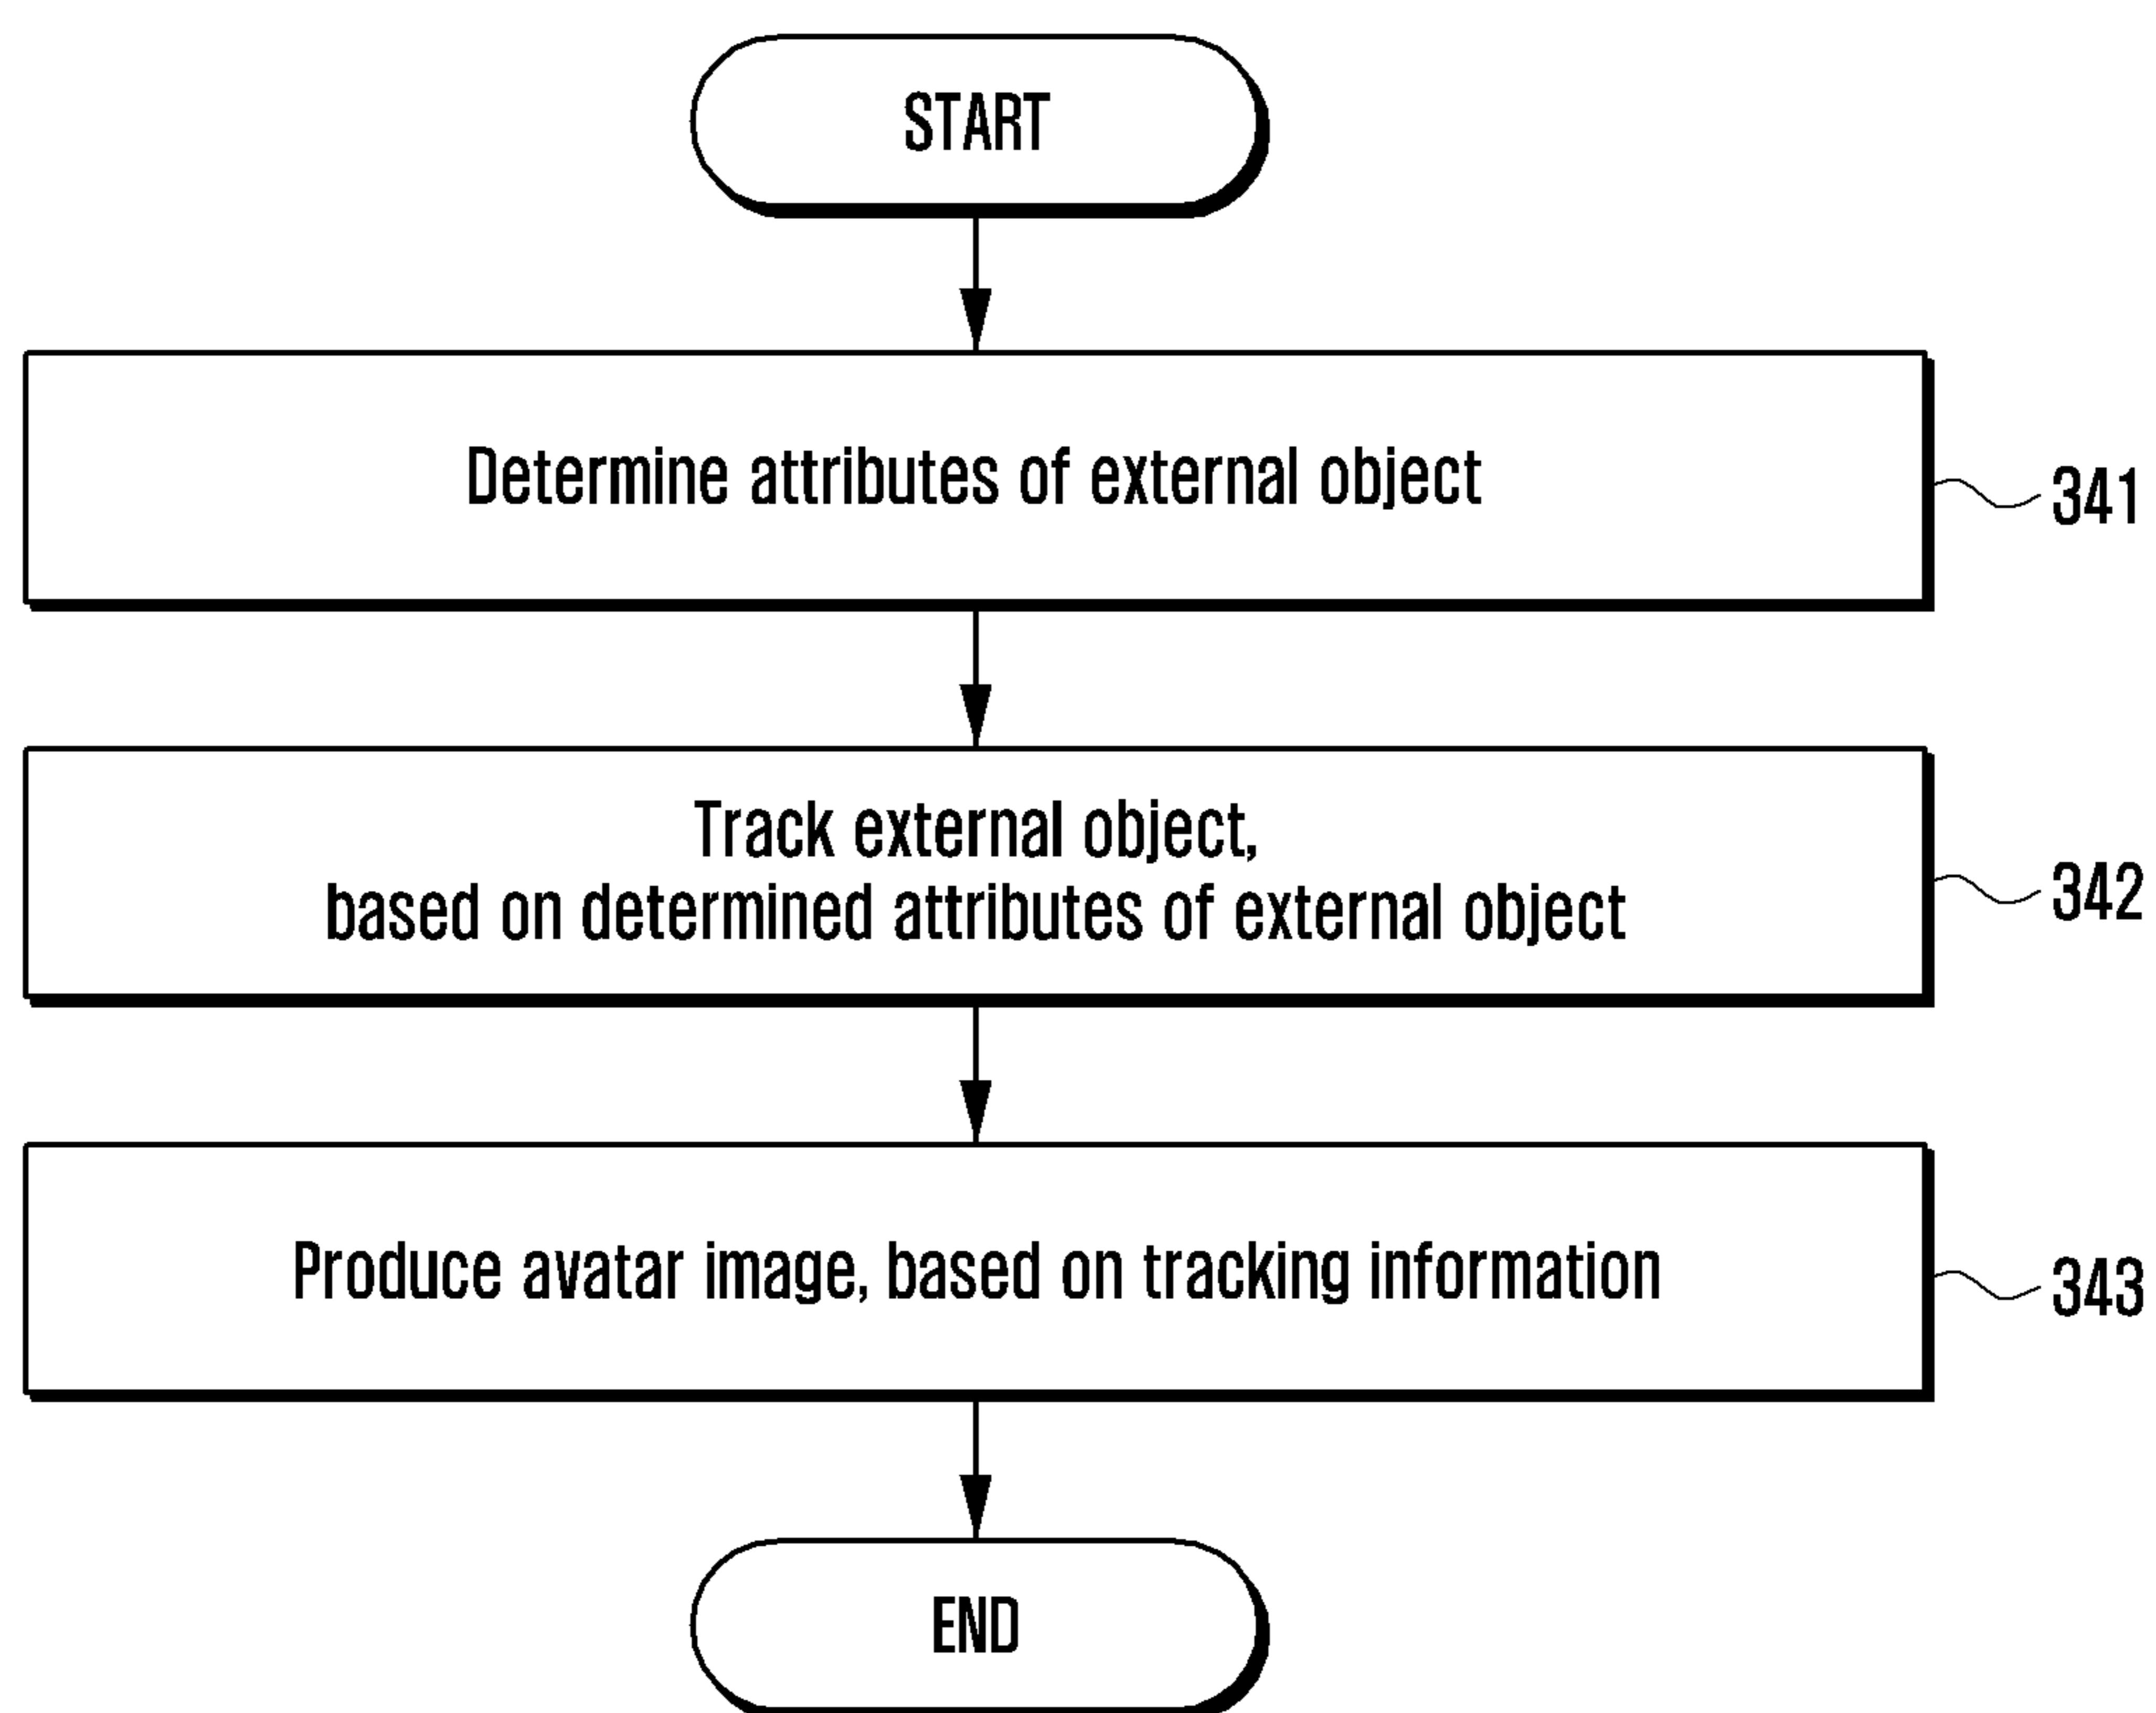 START
Determine attributes of external object
341
Track external object,
based on determined attributes of external object
342
Produce avatar image, based on tracking information
343
END